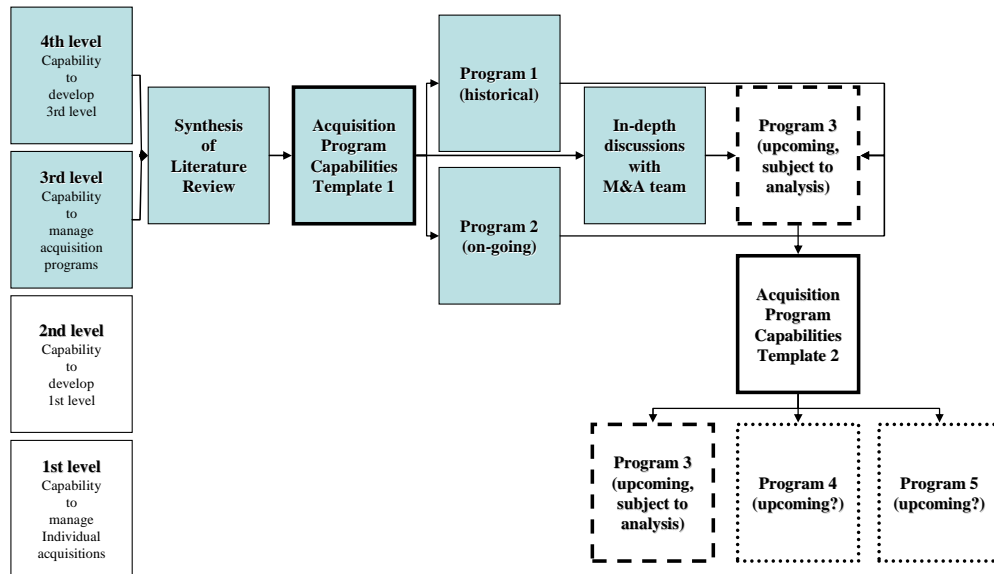 4th level
Capability
to
develop
3rd level
3rd level
Capability
to
manage
acquisition
programs
2nd level
Capability
to
develop
1st level
1st level
Capability
to
manage
Individual
acquisitions
Synthesis
of
Literature
Review
Acquisition
Program
Capabilities
Template 1
Program 1
(historical)
Program 2
(on-going)
In-depth
discussions
with
M&A team
Program 3
(upcoming,
subject to
analysis)
Acquisition
Program
Capabilities
Template 2
Program 3
(upcoming,
subject to
analysis)
Program 4
(upcoming?)
Program 5
(upcoming?)